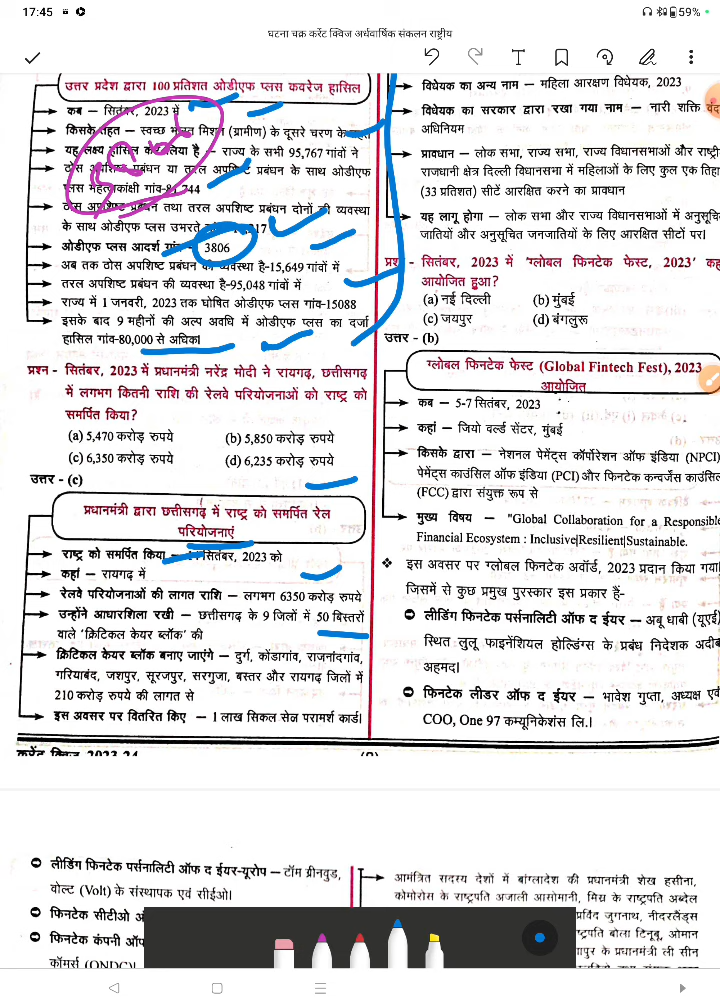 17:45
59%
घटना चक्र करेंट क्विज अर्धवार्षिक संकलन राष्ट्रीय
उत्तर प्रदेश द्वारा 100 प्रतिशत ओडीएफ प्लस कवरेज हासिल
कब – सितंबर, 2023 में
किसके तहत – स्वच्छ भारत मिशन (ग्रामीण) के दूसरे चरण के तहत
यह लक्ष्य हासिल कर लिया है – राज्य के सभी 95,767 गांवों ने
ठोस अपशिष्ट प्रबंधन या तरल अपशिष्ट प्रबंधन के साथ ओडीएफ
प्लस महत्वाकांक्षी गांव-81,744
ठोस अपशिष्ट प्रबंधन तथा तरल अपशिष्ट प्रबंधन दोनों की व्यवस्था
के साथ ओडीएफ प्लस उभरते
ओडीएफ प्लस आदर्श गांव – 3806
अब तक ठोस अपशिष्ट प्रबंधन की व्यवस्था है-15,649 गांवों में
तरल अपशिष्ट प्रबंधन की व्यवस्था है-95,048 गांवों में
राज्य में 1 जनवरी, 2023 तक घोषित ओडीएफ प्लस गांव-15088
इसके बाद 9 महीनों की अल्प अवधि में ओडीएफ प्लस का दर्जा
हासिल गांव-80,000 से अधिक।
प्रश्न - सितंबर, 2023 में प्रधानमंत्री नरेंद्र मोदी ने रायगढ़, छत्तीसगढ़
में लगभग कितनी राशि की रेलवे परियोजनाओं को राष्ट्र को
समर्पित किया?
(a) 5,470 करोड़ रुपये (b) 5,850 करोड़ रुपये
(c) 6,350 करोड़ रुपये (d) 6,235 करोड़ रुपये
उत्तर - (c)
प्रधानमंत्री द्वारा छत्तीसगढ़ में राष्ट्र को समर्पित रेल
परियोजनाएं
राष्ट्र को समर्पित किया – सितंबर, 2023 को
कहां – रायगढ़ में
रेलवे परियोजनाओं की लागत राशि – लगभग 6350 करोड़ रुपये
उन्होंने आधारशिला रखी – छत्तीसगढ़ के 9 जिलों में 50 बिस्तरों
वाले 'क्रिटिकल केयर ब्लॉक' की
क्रिटिकल केयर ब्लॉक बनाए जाएंगे – दुर्ग, कोंडागांव, राजनांदगांव,
गरियाबंद, जशपुर, सूरजपुर, सरगुजा, बस्तर और रायगढ़ जिलों में
210 करोड़ रुपये की लागत से
इस अवसर पर वितरित किए – 1 लाख सिकल सेल परामर्श कार्ड।
करेंट क्विज 2023-24
विधेयक का अन्य नाम – महिला आरक्षण विधेयक, 2023
विधेयक का सरकार द्वारा रखा गया नाम – नारी शक्ति वंद
अधिनियम
प्रावधान – लोक सभा, राज्य सभा, राज्य विधानसभाओं और राष्ट्री
राजधानी क्षेत्र दिल्ली विधानसभा में महिलाओं के लिए कुल एक तिहा
(33 प्रतिशत) सीटें आरक्षित करने का प्रावधान
यह लागू होगा – लोक सभा और राज्य विधानसभाओं में अनुसूचि
जातियों और अनुसूचित जनजातियों के लिए आरक्षित सीटों पर।
प्रश्न - सितंबर, 2023 में 'ग्लोबल फिनटेक फेस्ट, 2023' कह
आयोजित हुआ?
(a) नई दिल्ली (b) मुंबई
(c) जयपुर (d) बंगलुरू
उत्तर - (b)
ग्लोबल फिनटेक फेस्ट (Global Fintech Fest), 2023
आयोजित
कब – 5-7 सितंबर, 2023
कहां – जियो वर्ल्ड सेंटर, मुंबई
किसके द्वारा – नेशनल पेमेंट्स कॉर्पोरेशन ऑफ इंडिया (NPCI)
पेमेंट्स काउंसिल ऑफ इंडिया (PCI) और फिनटेक कन्वर्जेंस काउंसिल
(FCC) द्वारा संयुक्त रूप से
मुख्य विषय – "Global Collaboration for a Responsible
Financial Ecosystem : Inclusive|Resilient|Sustainable.
इस अवसर पर ग्लोबल फिनटेक अवॉर्ड, 2023 प्रदान किया गया।
जिसमें से कुछ प्रमुख पुरस्कार इस प्रकार हैं-
लीडिंग फिनटेक पर्सनालिटी ऑफ द ईयर – अबू धाबी (यूएई)
स्थित लुलू फाइनेंशियल होल्डिंग्स के प्रबंध निदेशक अदीब
अहमद।
फिनटेक लीडर ऑफ द ईयर – भावेश गुप्ता, अध्यक्ष एवं
COO, One 97 कम्यूनिकेशंस लि.।
लीडिंग फिनटेक पर्सनालिटी ऑफ द ईयर-यूरोप – टॉम ग्रीनवुड,
वोल्ट (Volt) के संस्थापक एवं सीईओ।
फिनटेक सीटीओ अ
फिनटेक कंपनी ऑफ
कॉमर्स (ONDC)।
आमंत्रित सदस्य देशों में बांग्लादेश की प्रधानमंत्री शेख हसीना,
कोमोरोस के राष्ट्रपति अजाली आसोमानी, मिस्र के राष्ट्रपति अब्देल
प्रविंद जुगनाथ, नीदरलैंड्स
ष्ट्रपति बोला टिनूबू, ओमान
गापुर के प्रधानमंत्री ली सीन